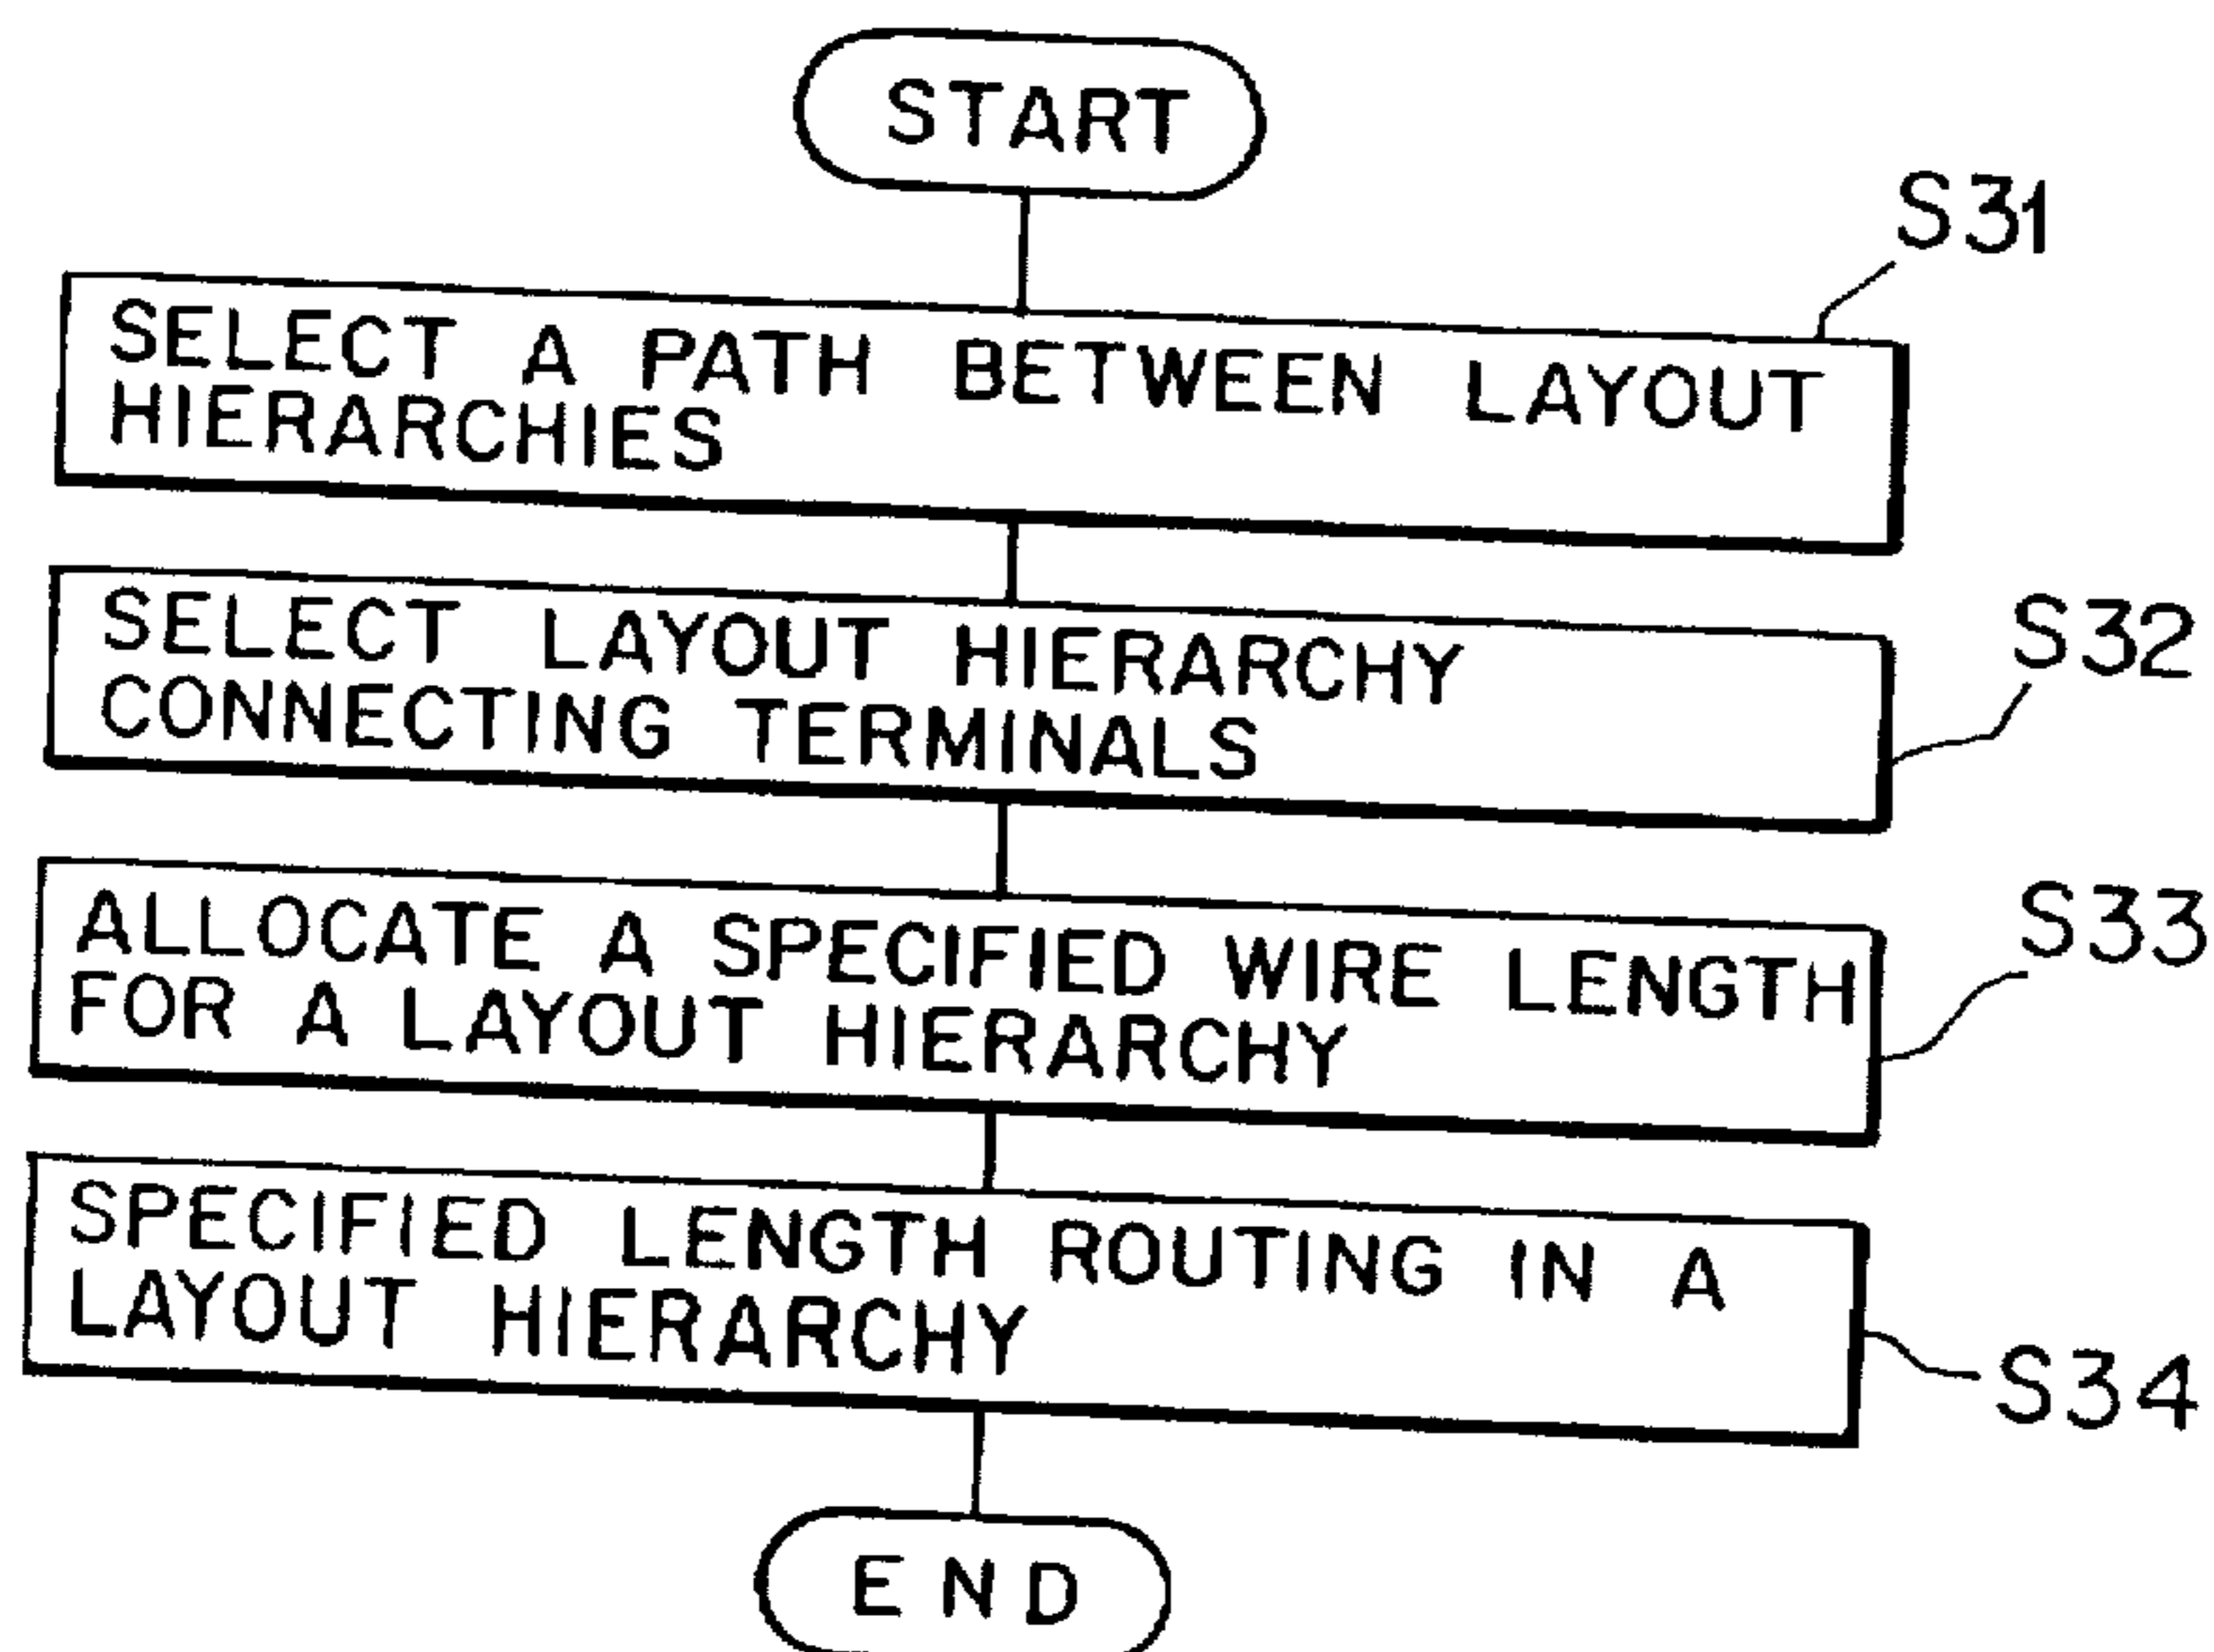 START
S31
SELECT A PATH BETWEEN LAYOUT
HIERARCHIES
S32
SELECT LAYOUT HIERARCHY
CONNECTING TERMINALS
S33
ALLOCATE A SPECIFIED WIRE LENGTH
FOR A LAYOUT HIERARCHY
SPECIFIED LENGTH ROUTING IN A
LAYOUT HIERARCHY
S34
END